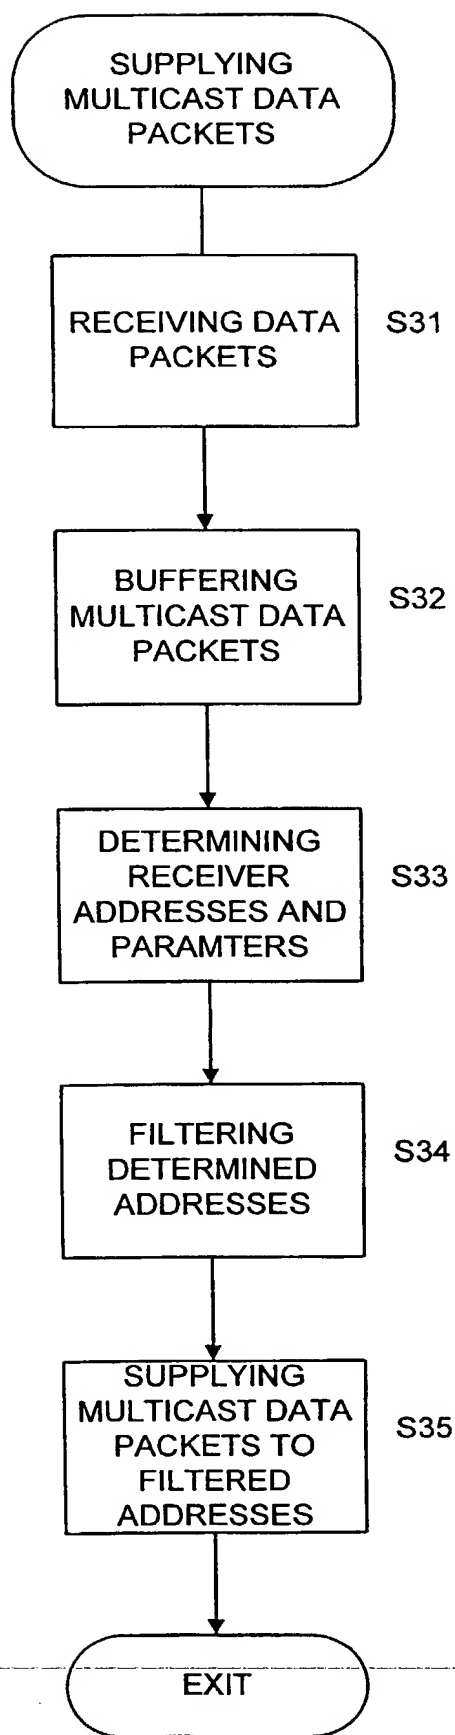 SUPPLYING
MULTICAST DATA
PACKETS
RECEIVING DATA
PACKETS
S31
BUFFERING
MULTICAST DATA
PACKETS
S32
DETERMINING
RECEIVER
ADDRESSES AND
PARAMTERS
S33
FILTERING
DETERMINED
ADDRESSES
S34
SUPPLYING
MULTICAST DATA
PACKETS TO
FILTERED
ADDRESSES
S35
EXIT